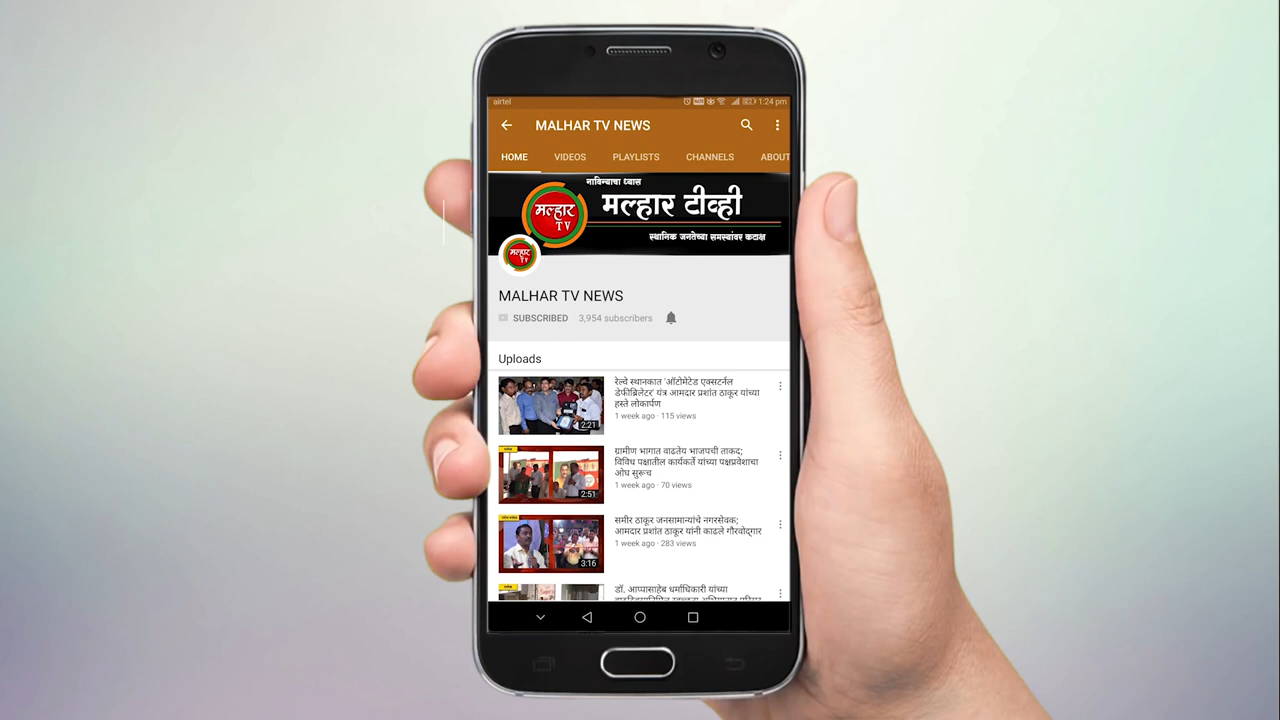 airtel 1:24 pm
MALHAR TV NEWS
HOME VIDEOS PLAYLISTS CHANNELS ABOUT
नाविन्याचा ध्यास
मल्हार टीव्ही
मल्हार
TV
स्थानिक जनतेच्या समस्यांवर कटाक्ष
मल्हार
TV
MALHAR TV NEWS
SUBSCRIBED 3,954 subscribers
Uploads
रेल्वे स्थानकात 'ऑटोमेटेड एक्सटर्नल
डेफीब्रिलेटर' यंत्र आमदार प्रशांत ठाकूर यांच्या
हस्ते लोकार्पण
1 week ago · 115 views
2:21
ग्रामीण भागात वाढतेय भाजपची ताकद;
विविध पक्षातील कार्यकर्ते यांच्या पक्षप्रवेशाचा
ओघ सुरूच
1 week ago · 70 views
2:51
समीर ठाकूर जनसामान्यांचे नगरसेवक;
आमदार प्रशांत ठाकूर यांनी काढले गौरवोद्गार
1 week ago · 283 views
3:16
डॉ. आप्पासाहेब धर्माधिकारी यांच्या